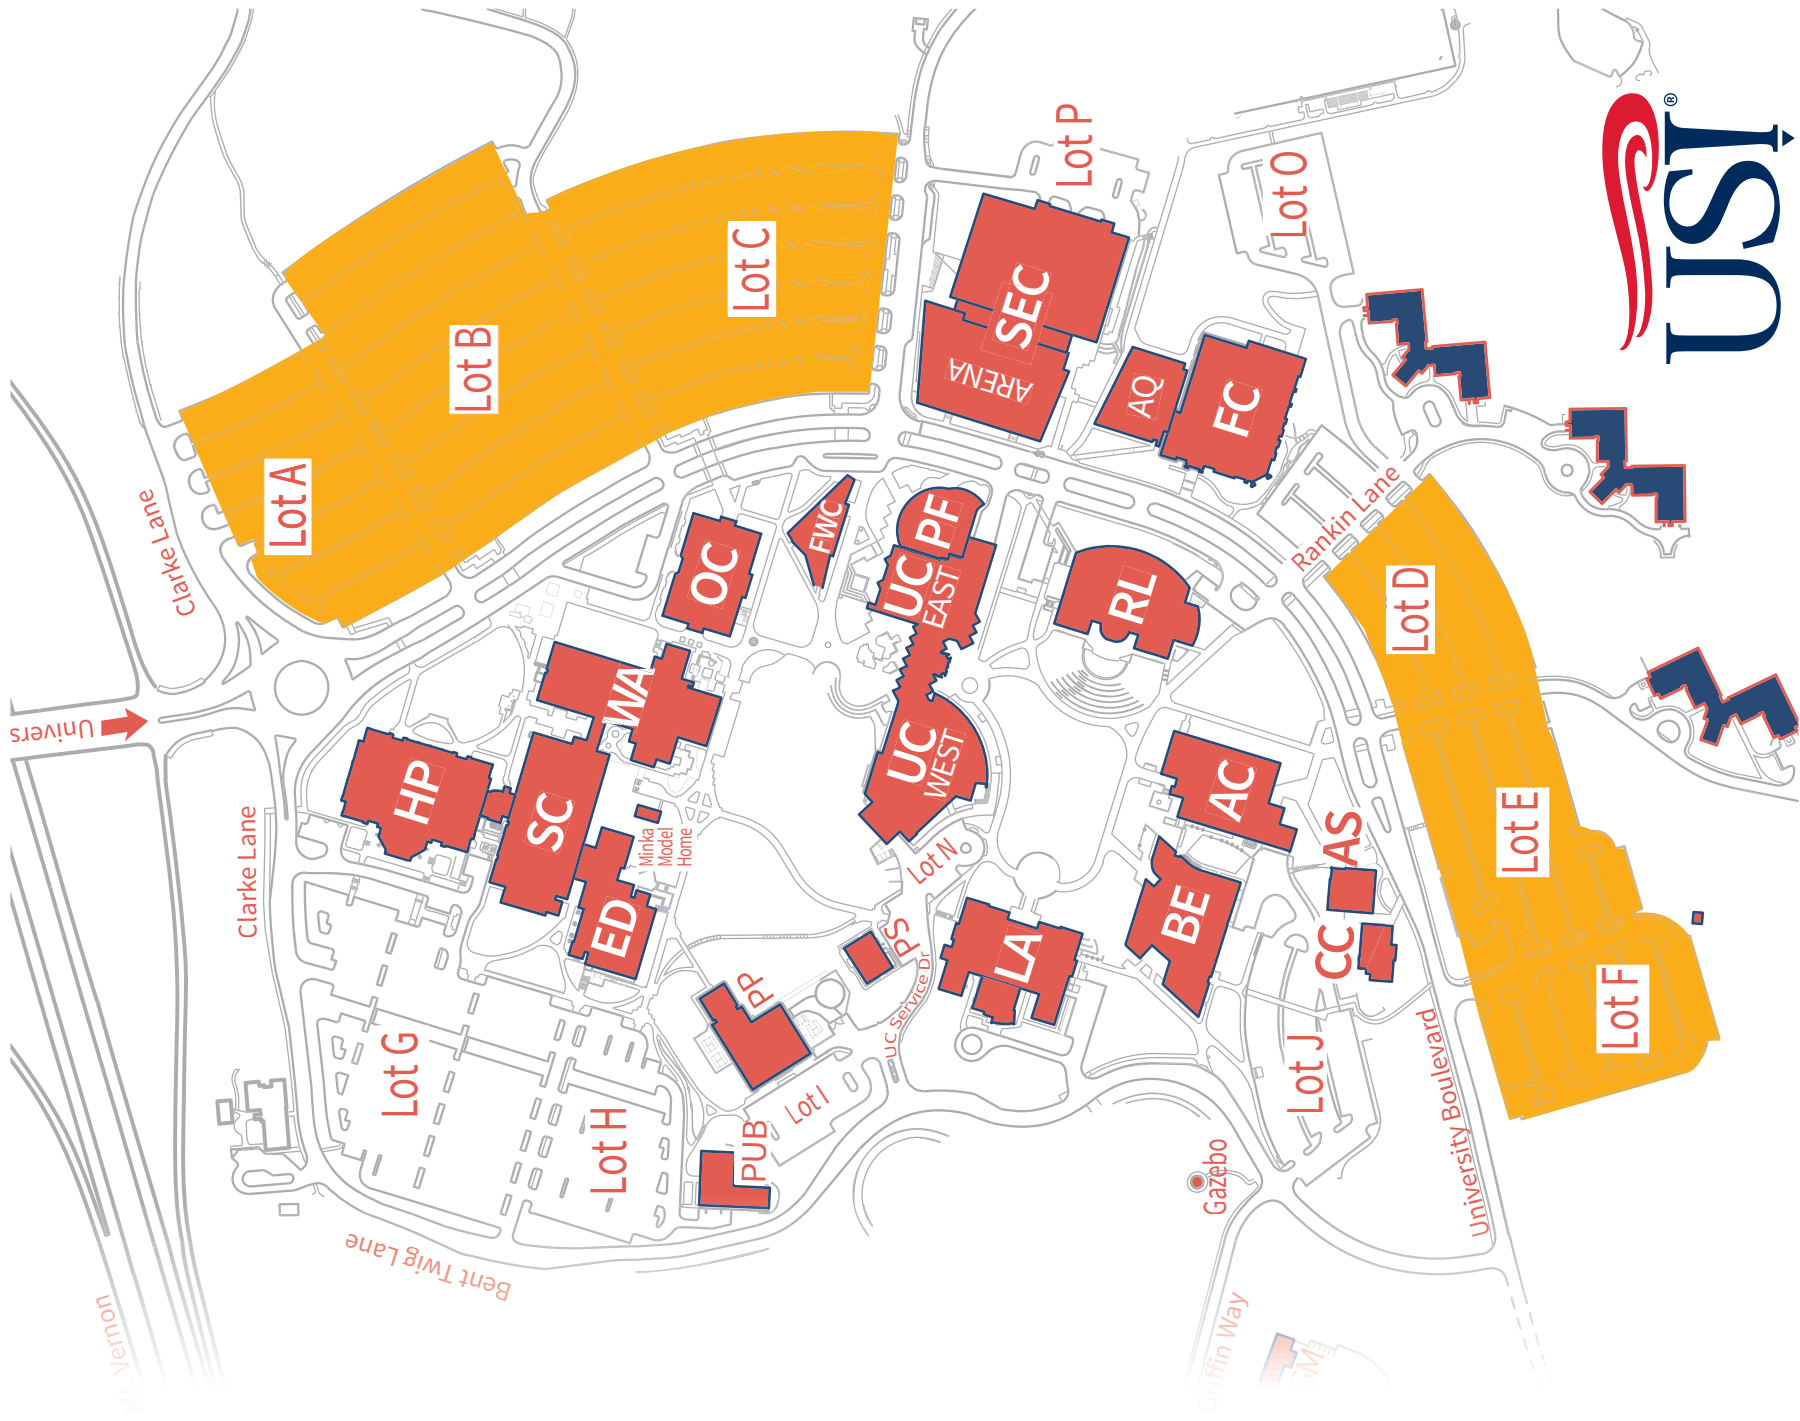 USI
®
Lot P
Lot O
Lot C
Lot B
Lot A
SEC
ARENA
AQ
FC
Rankin Lane
Clarke Lane
FWC
PF
UC
EAST
OC
RL
Lot D
WA
Univers
UC
WEST
HP
SC
AC
AS
Lot E
Minka
Model
Home
Clarke Lane
Lot N
ED
BE
CC
PS
LA
PP
UC Service Dr
Lot F
Lot G
Lot H
Lot I
Lot J
University Boulevard
PUB
Gazebo
Bent Twig Lane
Mt. Vernon
Griffin Way
GM